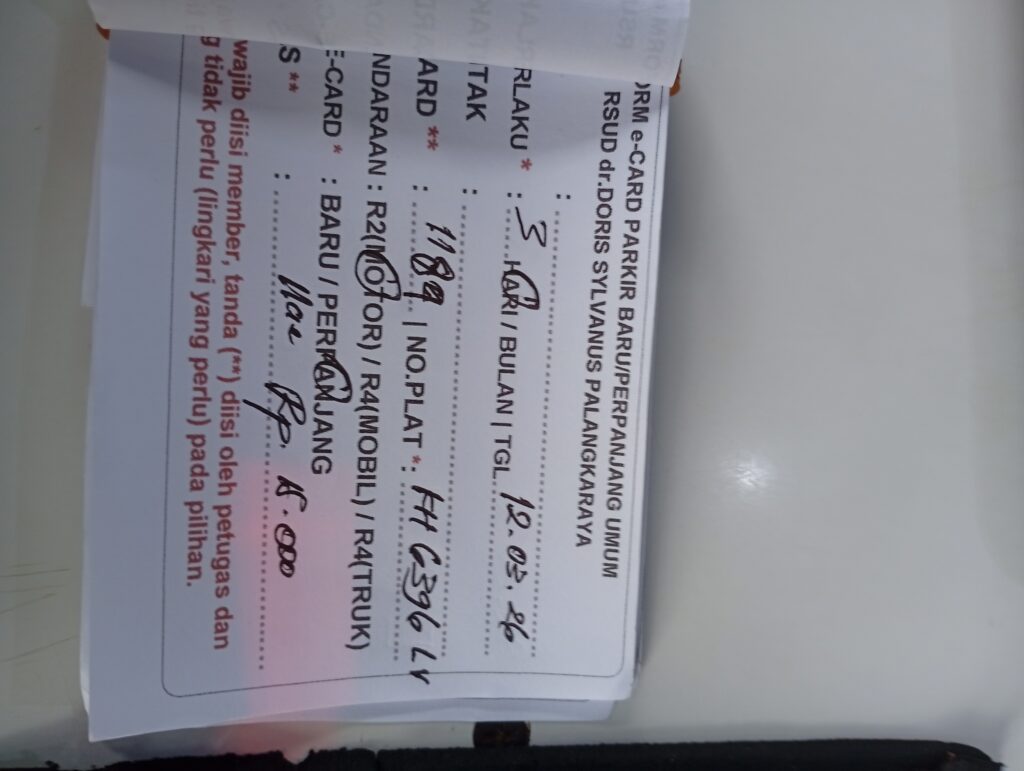 ORM e-CARD PARKIR BARU/PERPANJANG UMUM
RSUD dr.DORIS SYLVANUS PALANGKARAYA
:
RLAKU * : 3 HARI / BULAN | TGL. 12.03.26
TAK :
ARD ** : 1189 | NO.PLAT *: KH 6396 LV
NDARAAN : R2(MOTOR) / R4(MOBIL) / R4(TRUK)
E-CARD * : BARU / PERPANJANG
S ** : Rp. 15.000
wajib diisi member, tanda (**) diisi oleh petugas dan
g tidak perlu (lingkari yang perlu) pada pilihan.